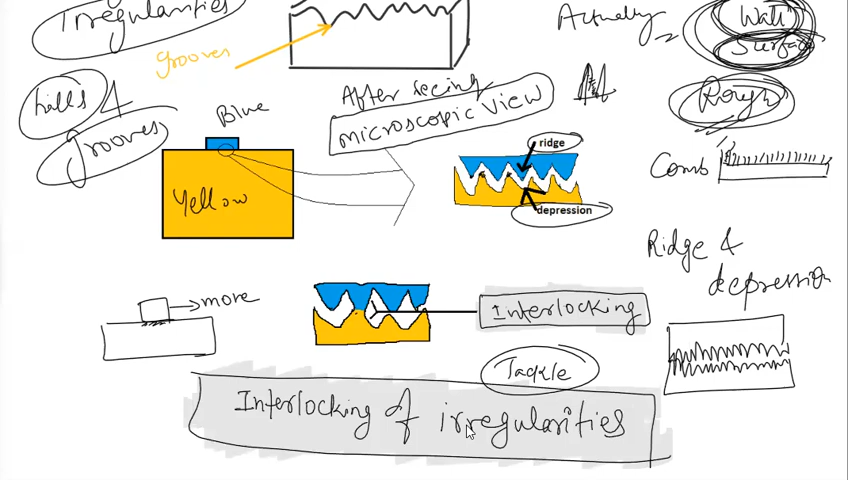 Irregularities
grooves
hills &
grooves
Blue
After seeing
microscopic view
Actually
Wall
Surface
Rough
ridge
Comb
Yellow
depression
Ridge &
depression
more
Interlocking
Tackle
Interlocking of irregularities